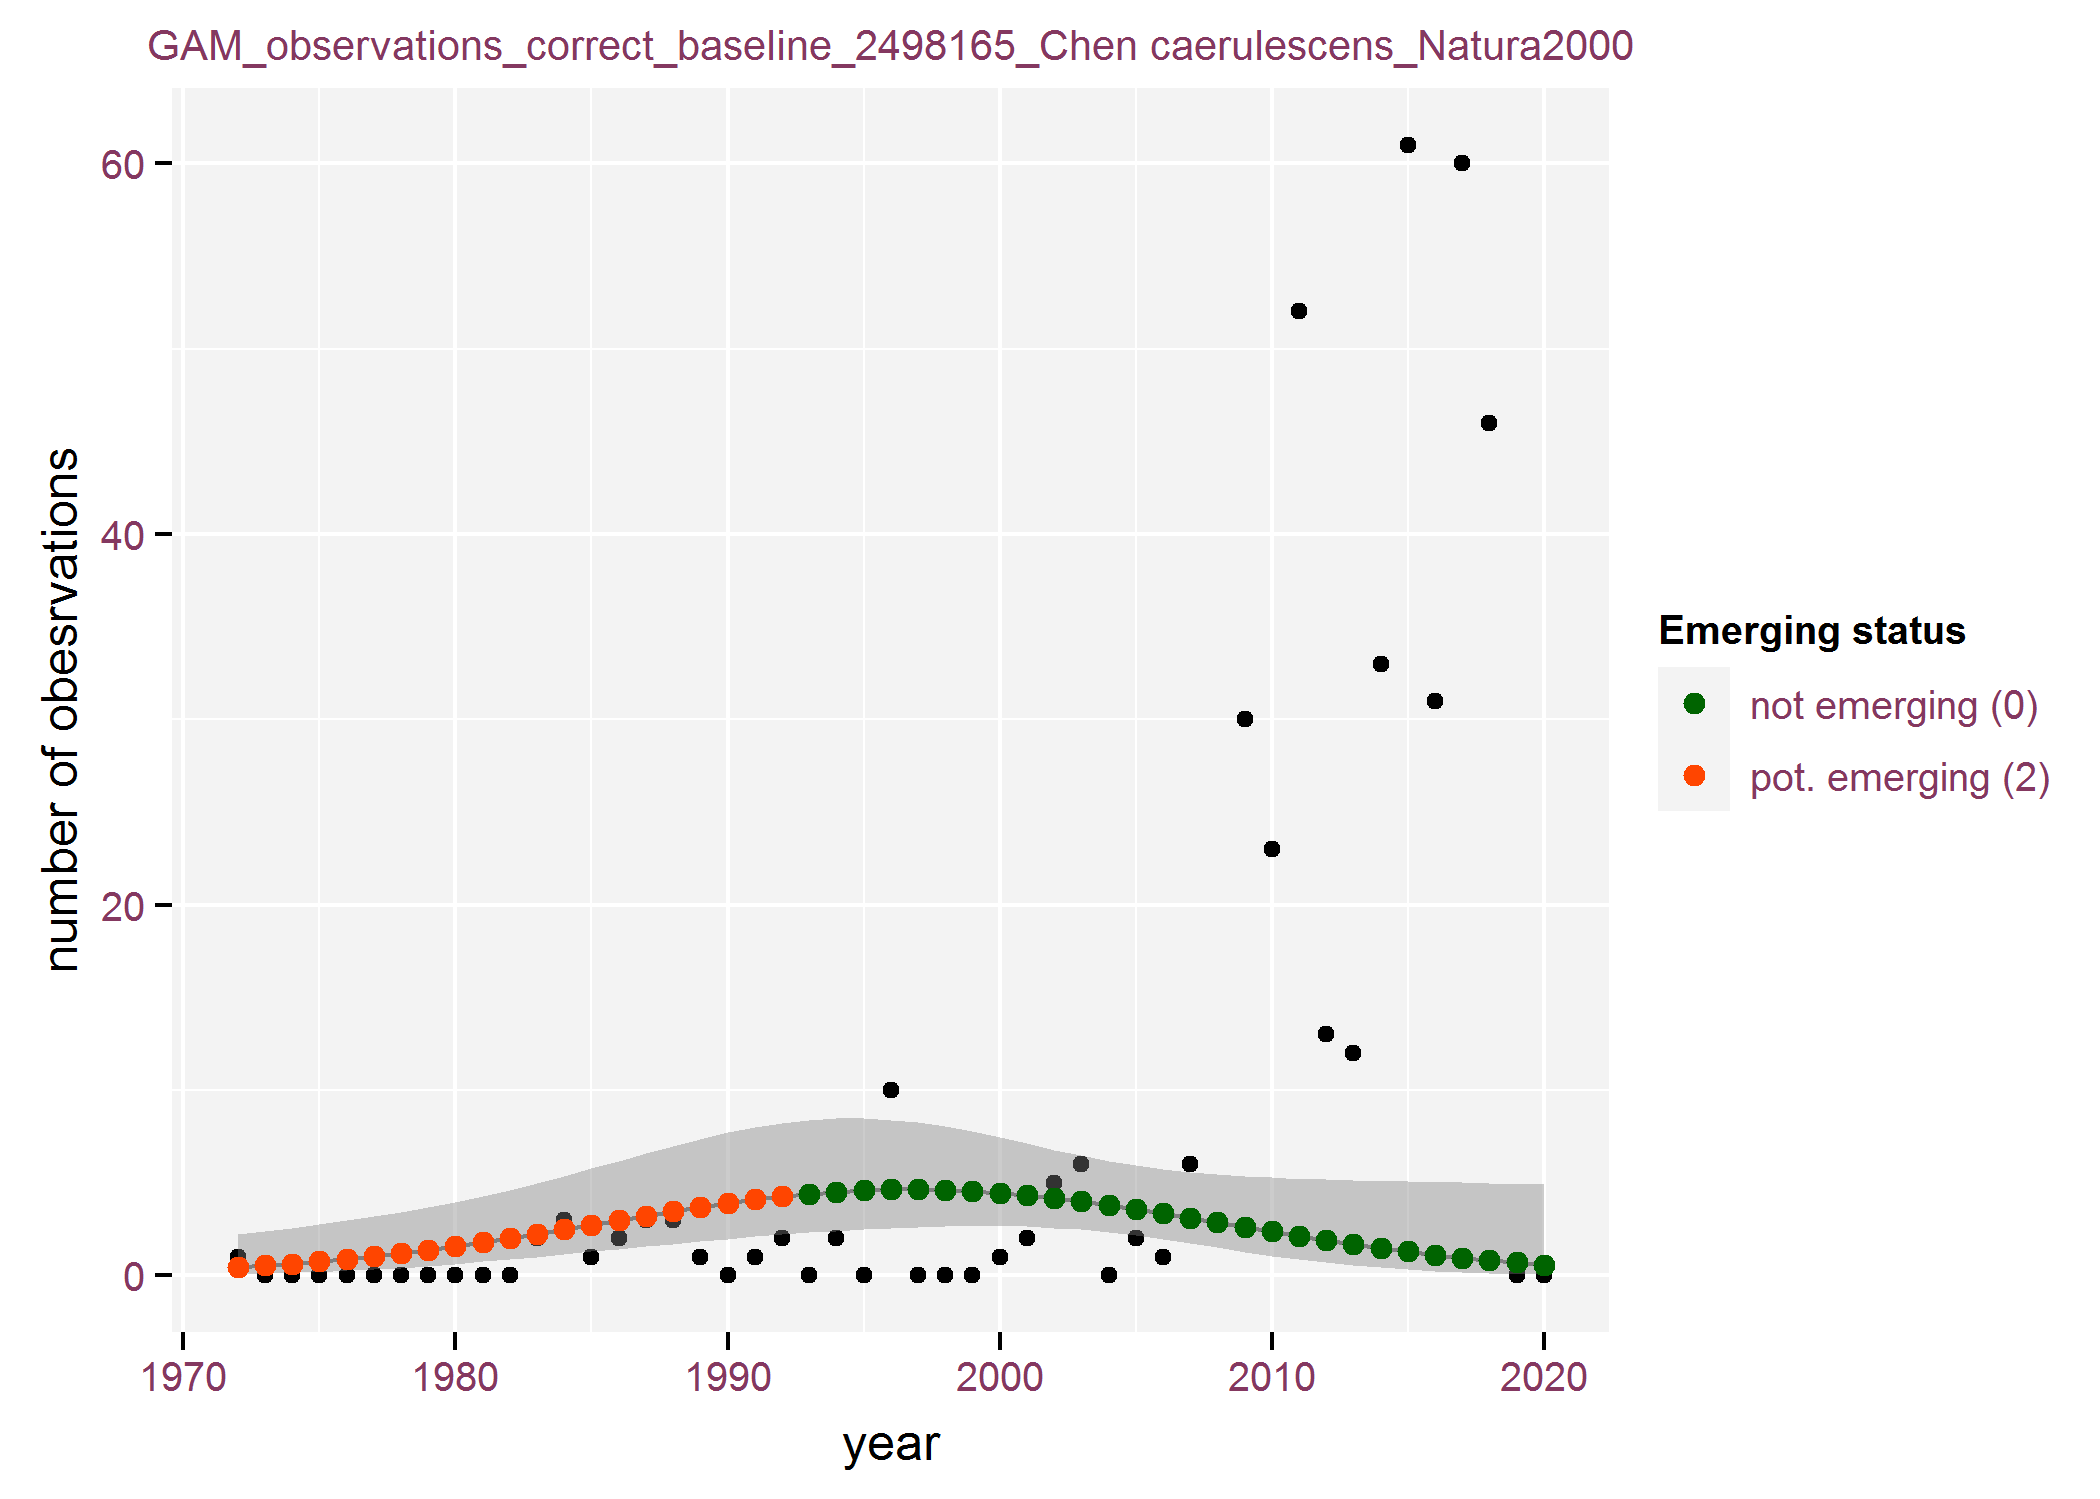 GAM_observations_correct_baseline_2498165_Chen caerulescens_Natura2000
60
40
20
0
number of obesrvations
1970 1980 1990 2000 2010 2020
year
Emerging status
not emerging (0)
pot. emerging (2)